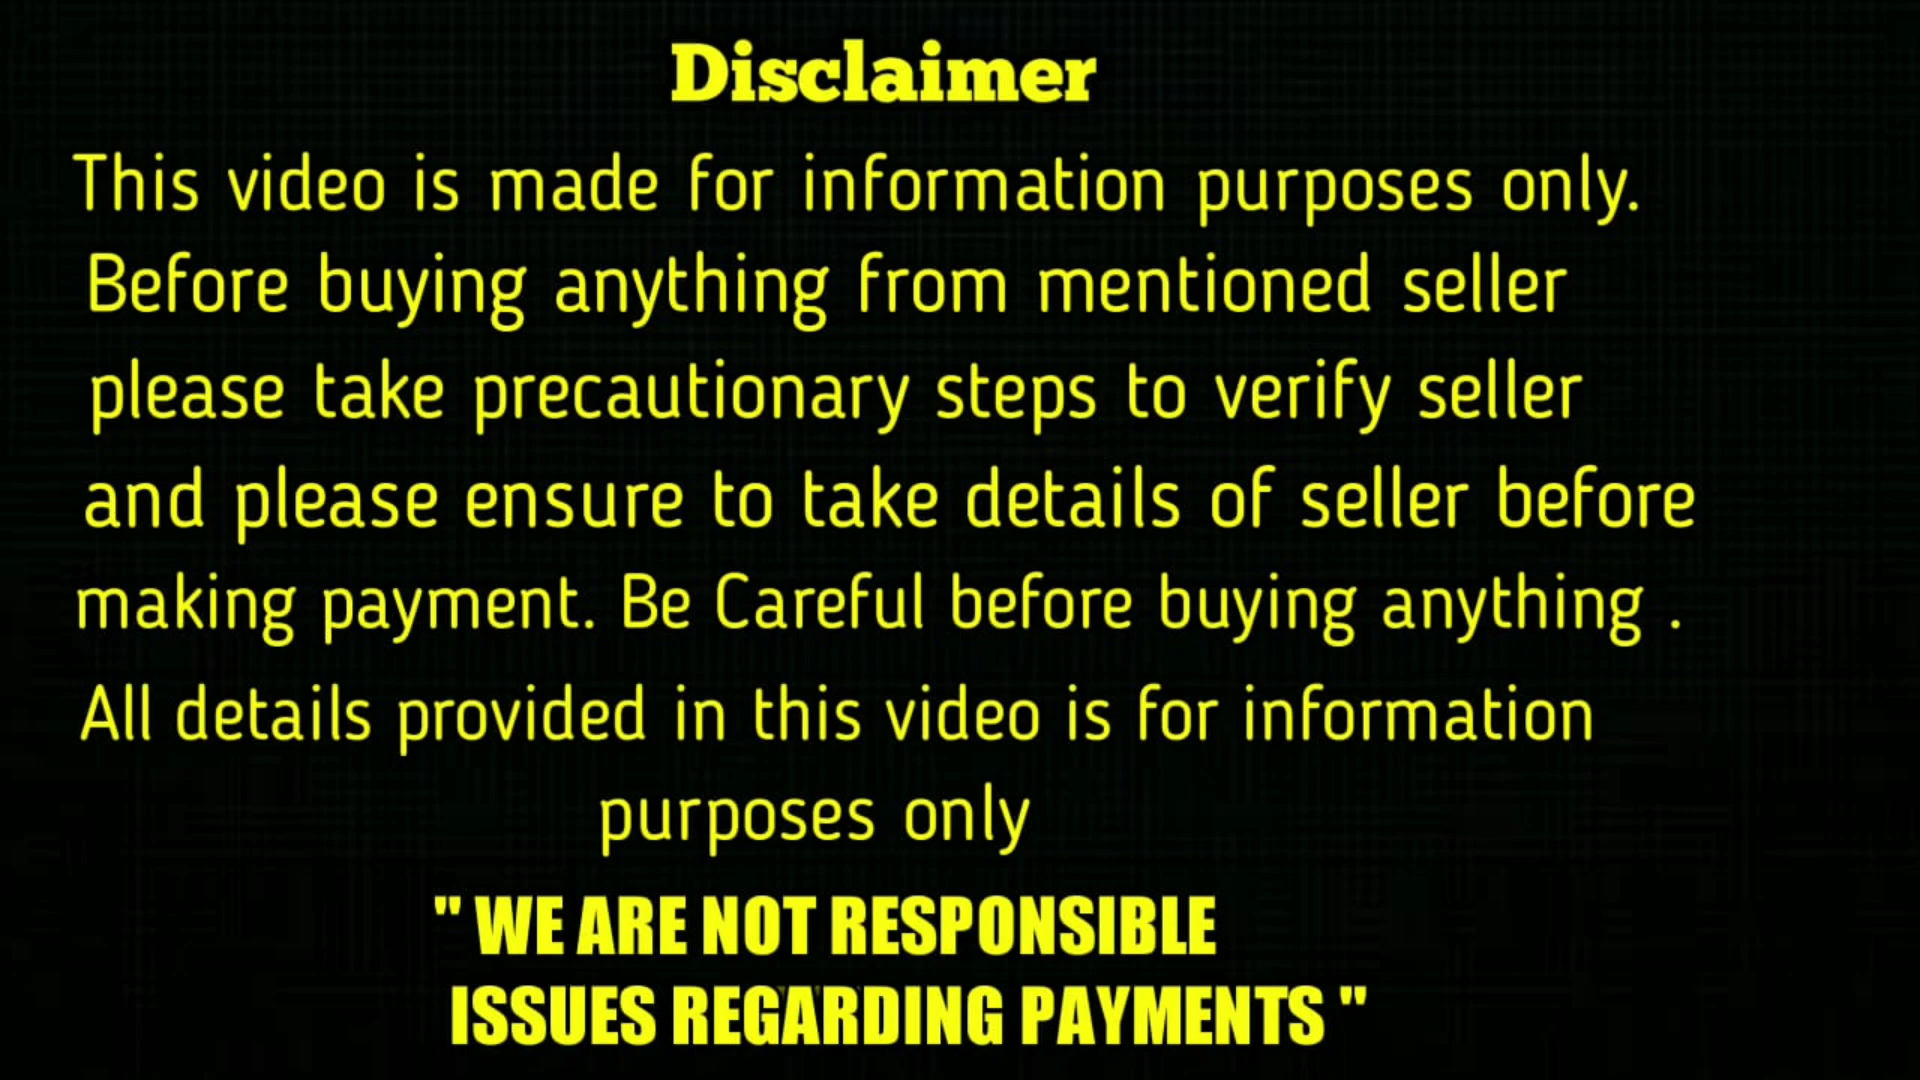 Disclaimer
This video is made for information purposes only.
Before buying anything from mentioned seller
please take precautionary steps to verify seller
and please ensure to take details of seller before
making payment. Be Careful before buying anything .
All details provided in this video is for information
purposes only
" WE ARE NOT RESPONSIBLE
ISSUES REGARDING PAYMENTS "